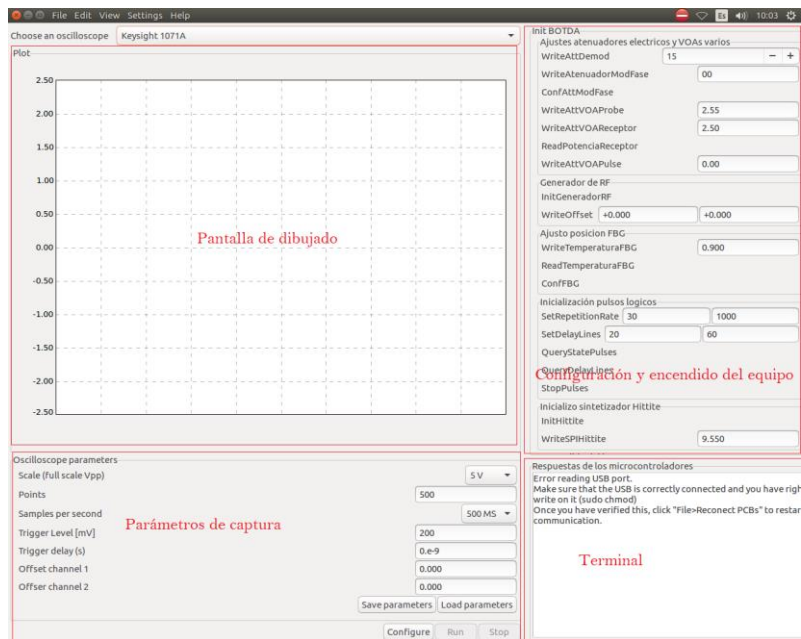 File Edit View Settings Help
Es
10:03
Choose an oscilloscope Keysight 1071A
Plot
2.50
2.00
1.50
1.00
0.50
0.00
-0.50
-1.00
-1.50
-2.00
-2.50
Pantalla de dibujado
Oscilloscope parameters
Scale (full scale Vpp) 5 V
Points 500
Samples per second 500 MS
Trigger Level [mV] 200
Trigger delay (s) 0.e-9
Offset channel 1 0.000
Offser channel 2 0.000
Parámetros de captura
Save parameters Load parameters
Configure Run Stop
Init BOTDA
Ajustes atenuadores electricos y VOAs varios
WriteAttDemod 15 − +
WriteAtenuadorModFase 00
ConfAttModFase
WriteAttVOAProbe 2.55
WriteAttVOAReceptor 2.50
ReadPotenciaReceptor
WriteAttVOAPulse 0.00
Generador de RF
InitGeneradorRF
WriteOffset +0.000 +0.000
Ajusto posicion FBG
WriteTemperaturaFBG 0.900
ReadTemperaturaFBG
ConfFBG
Inicialización pulsos logicos
SetRepetitionRate 30 1000
SetDelayLines 20 60
QueryStatePulses
QueryDelayLines
Configuración y encendido del equipo
StopPulses
Inicializo sintetizador Hittite
InitHittite
WriteSPIHittite 9.550
Respuestas de los microcontroladores
Error reading USB port.
Make sure that the USB is correctly connected and you have righ
write on it (sudo chmod)
Once you have verified this, click "File>Reconect PCBs" to restar
communication.
Terminal